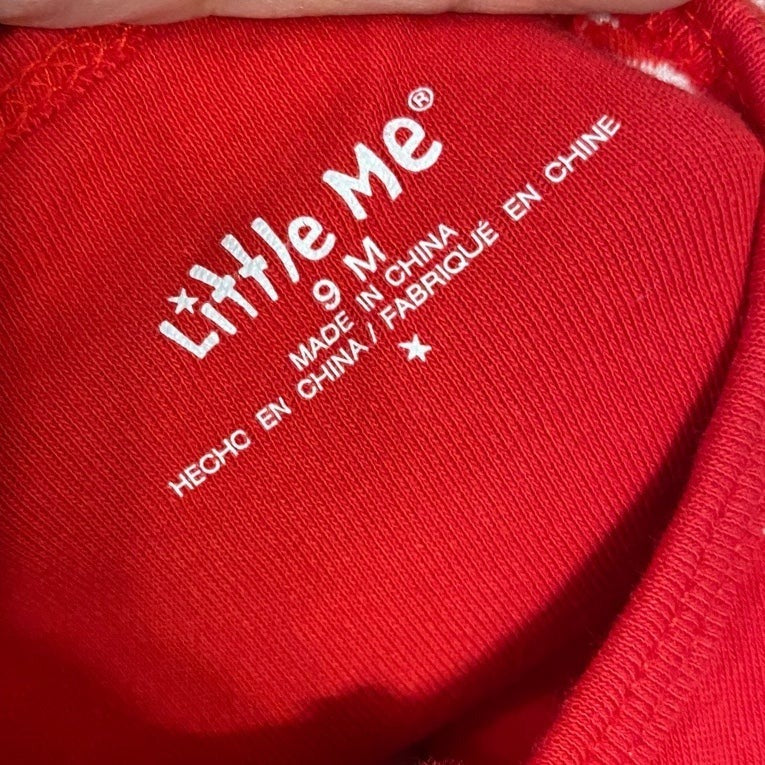 Little Me®
9 M
MADE IN CHINA
HECHO EN CHINA / FABRIQUÉ EN CHINE